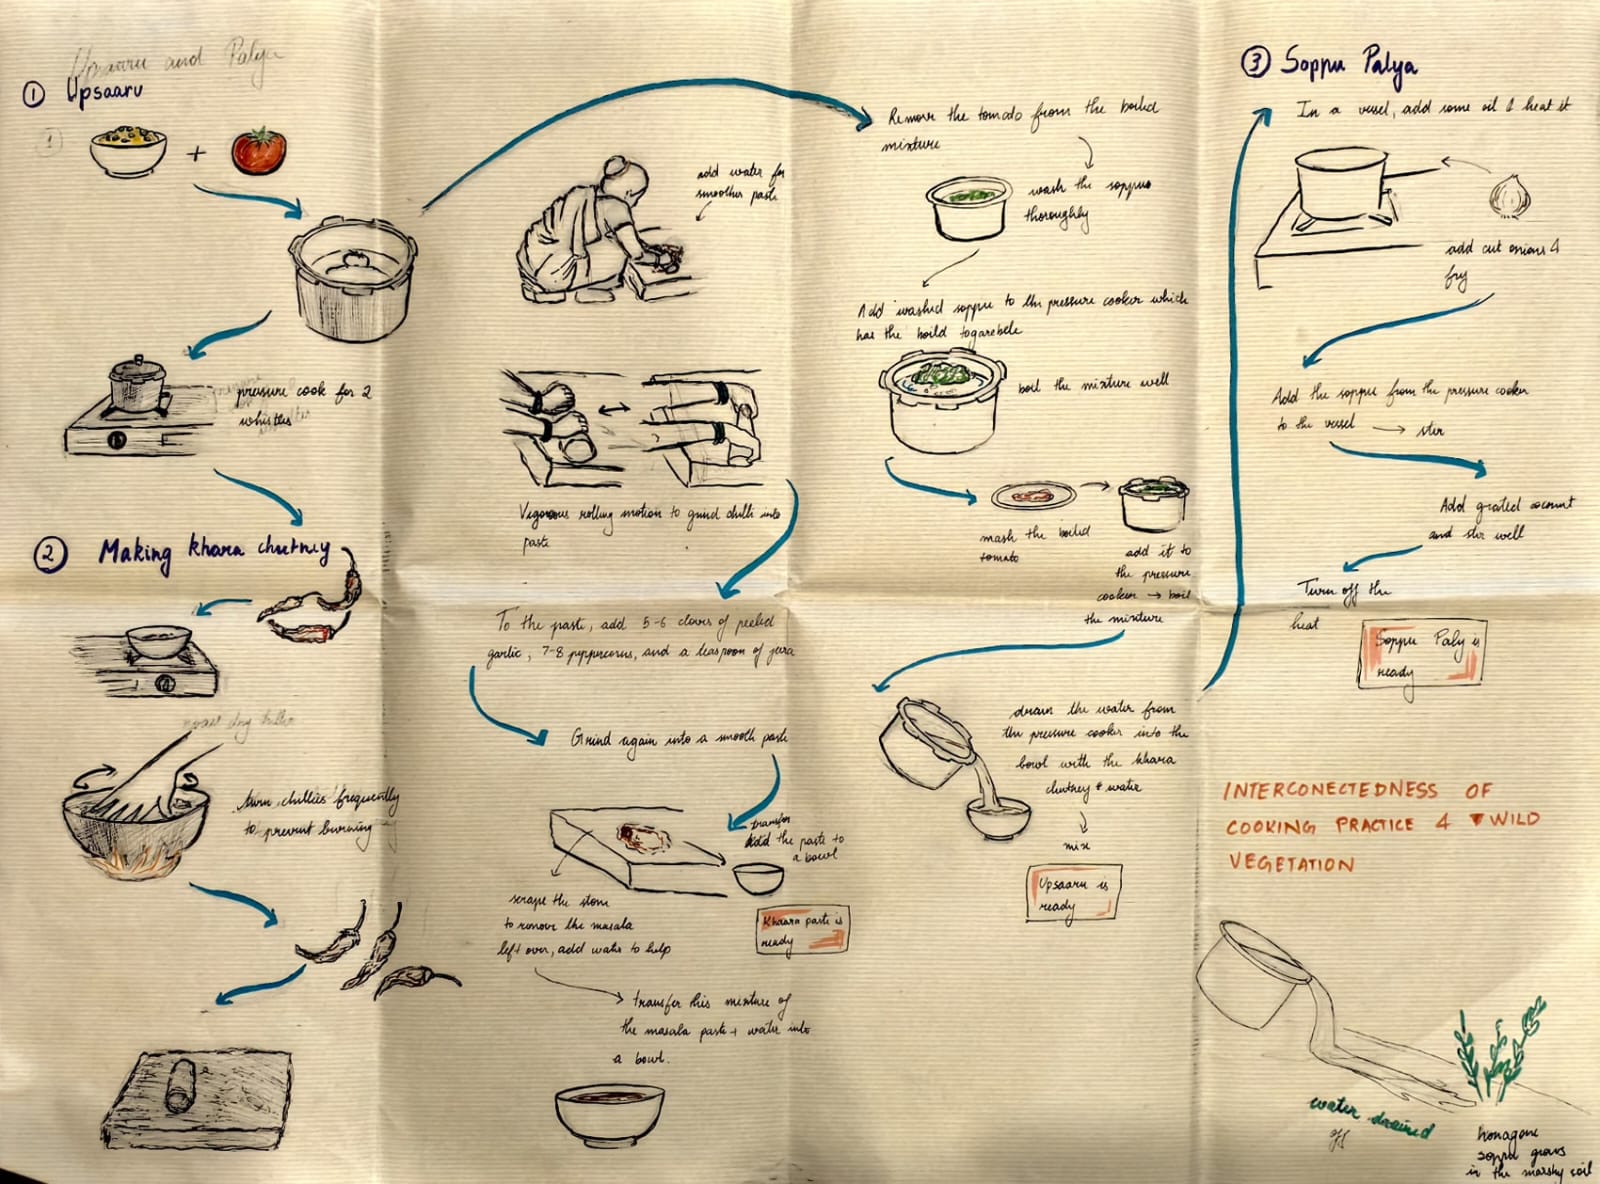 Upsaaru and Palya
① Upsaaru
1
+
pressure cook for 2
whistles
② Making khara chutney
roast dry
turn chillies frequently
to prevent burning
add water for
smoother paste
Vigorous rolling motion to grind chilli into
paste
To the paste, add 5-6 cloves of peeled
garlic, 7-8 peppercorns, and a teaspoon of jeera
Grind again into a smooth paste
transfer
add the paste to
a bowl
scrape the stone
to remove the masala
left over, add water to help
Khaara paste is
ready
transfer this mixture of
the masala paste + water into
a bowl.
Remove the tomato from the boiled
mixture
wash the soppu
thoroughly
Add washed soppu to the pressure cooker which
has the boild togarebele
boil the mixture well
mash the boiled
tomato
add it to
the pressure
cooker → boil
the mixture
drain the water from
the pressure cooker into the
bowl with the khara
chutney + water
mix
Upsaaru is
ready
③ Soppu Palya
In a vessel, add some oil & heat it
add cut onions &
fry
Add the soppu from the pressure cooker
to the vessel → stir
Add grated coconut
and stir well
Turn off the
heat
Soppu Paly is
ready
INTERCONECTEDNESS OF
COOKING PRACTICE & WILD
VEGETATION
water drained
off
honagone
soppu grows
in the marshy soil